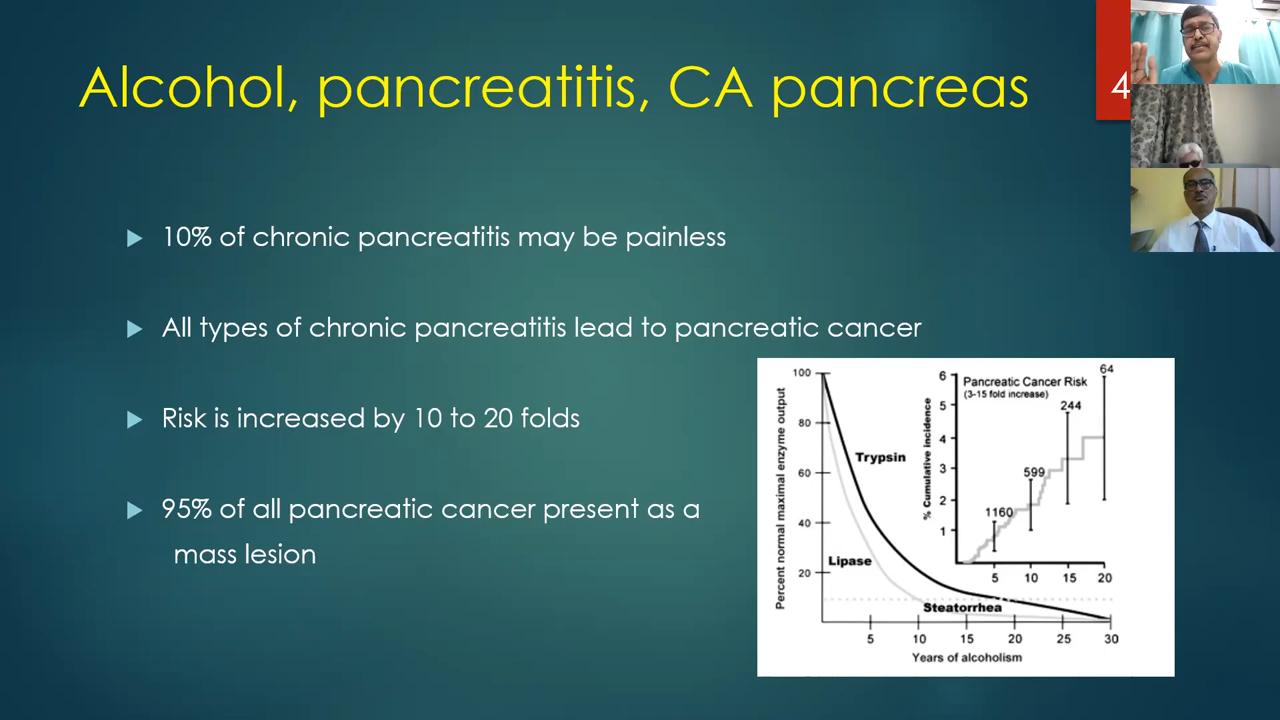 Alcohol, pancreatitis, CA pancreas
4
10% of chronic pancreatitis may be painless
All types of chronic pancreatitis lead to pancreatic cancer
Risk is increased by 10 to 20 folds
95% of all pancreatic cancer present as a
mass lesion
Percent normal maximal enzyme output
100
80
60
40
20
Trypsin
Lipase
Steatorrhea
5 10 15 20 25 30
Years of alcoholism
Pancreatic Cancer Risk
(3-15 fold increase)
% Cumulative incidence
6
5
4
3
2
1
1160
599
244
64
5 10 15 20